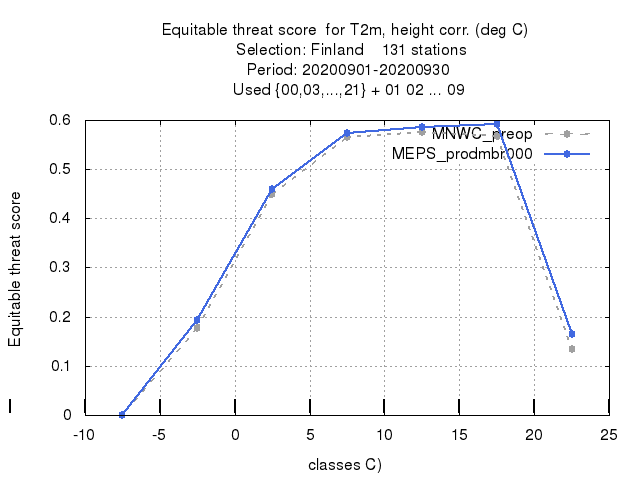 Equitable threat score  for T2m, height corr. (deg C)
Selection: Finland    131 stations
Period: 20200901-20200930
Used {00,03,...,21} + 01 02 ... 09
Equitable threat score
0.6
0.5
0.4
0.3
0.2
0.1
0
MNWC_preop
MEPS_prodmbr000
-10
-5
0
5
10
15
20
25
classes C)